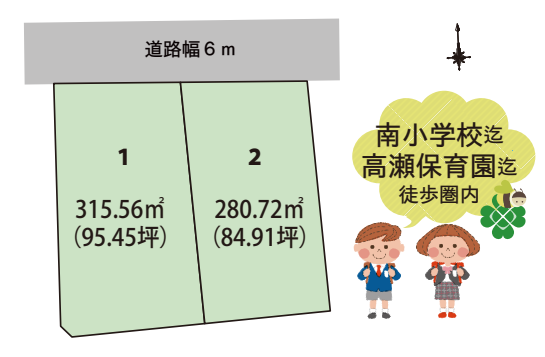 道路幅6m
1
315.56㎡
(95.45坪)
2
280.72㎡
(84.91坪)
南小学校迄
高瀬保育園迄
徒歩圏内